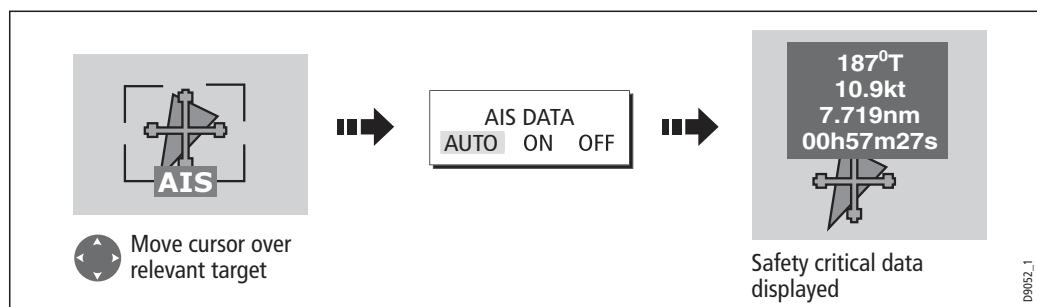 AIS
Move cursor over
relevant target
AIS DATA
AUTO ON OFF
187⁰T
10.9kt
7.719nm
00h57m27s
Safety critical data
displayed
D9052_1